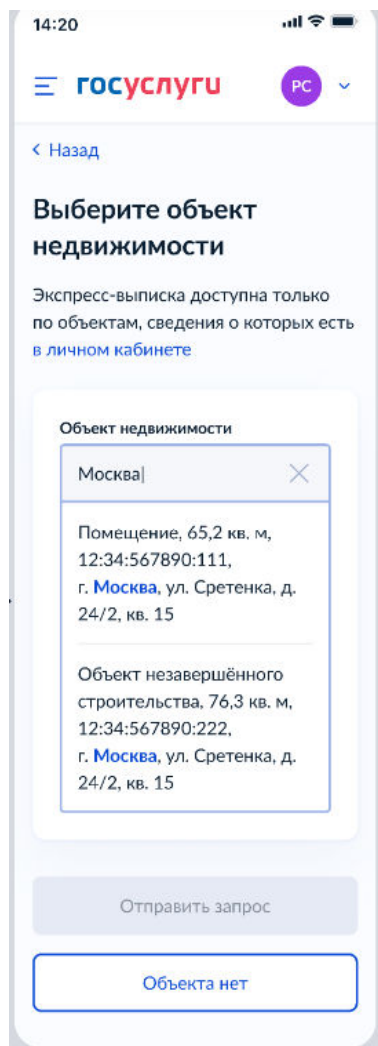 14:20
госуслуги
РС
Назад
Выберите объект
недвижимости
Экспресс-выписка доступна только
по объектам, сведения о которых есть
в личном кабинете
Объект недвижимости
Москва
Помещение, 65,2 кв. м,
12:34:567890:111,
г. Москва, ул. Сретенка, д.
24/2, кв. 15
Объект незавершённого
строительства, 76,3 кв. м,
12:34:567890:222,
г. Москва, ул. Сретенка, д.
24/2, кв. 15
Отправить запрос
Объекта нет